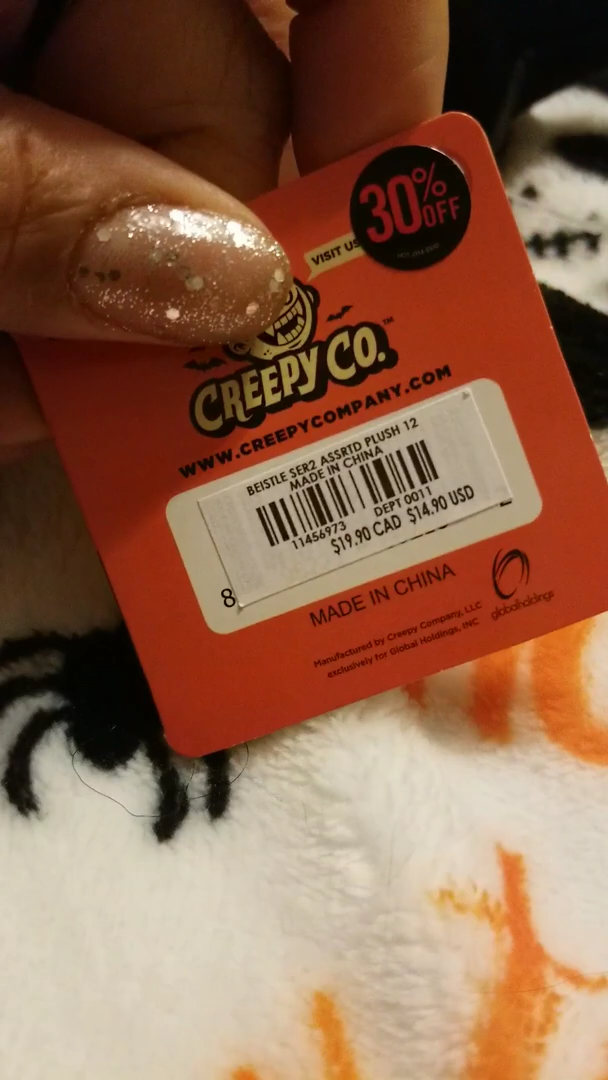 30%
OFF
VISIT US
CREEPY CO.™
WWW.CREEPYCOMPANY.COM
BEISTLE SER2 ASSRTD PLUSH 12
MADE IN CHINA
11456973
DEPT 0011
$19.90 CAD $14.90 USD
8
MADE IN CHINA
Manufactured by Creepy Company, LLC
exclusively for Global Holdings, INC
globalholdings